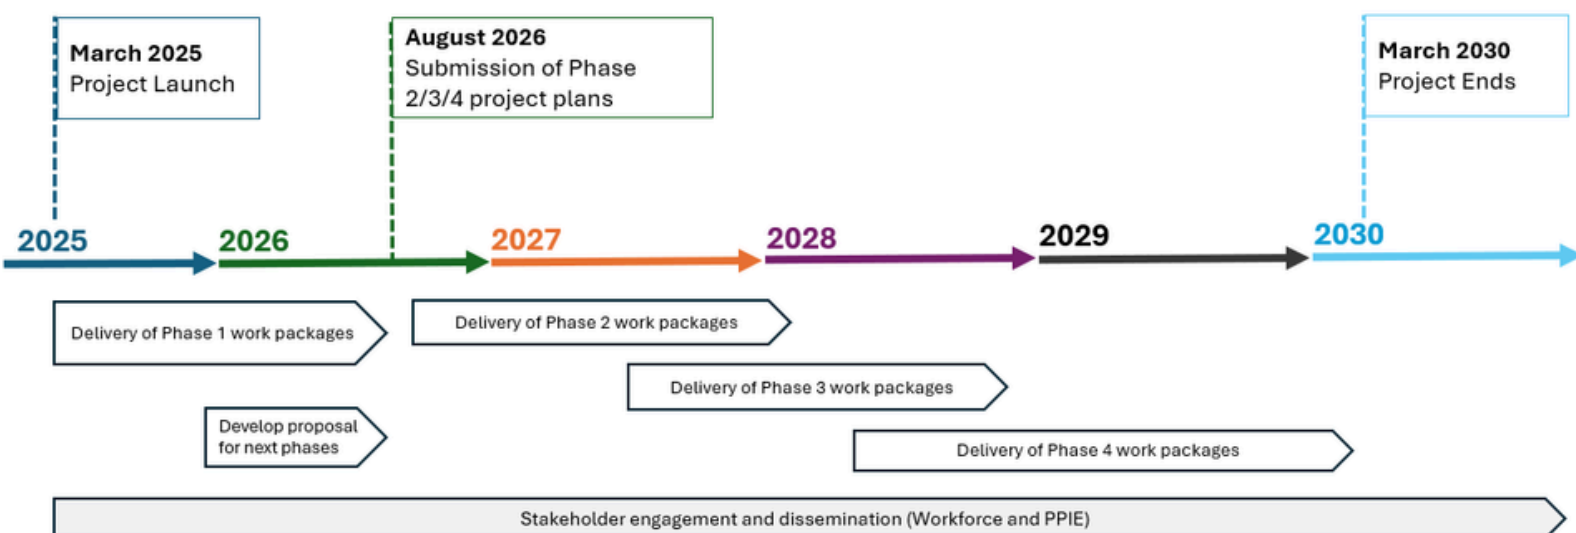 March 2025
Project Launch
August 2026
Submission of Phase
2/3/4 project plans
March 2030
Project Ends
2025
2026
2027
2028
2029
2030
Delivery of Phase 1 work packages
Delivery of Phase 2 work packages
Delivery of Phase 3 work packages
Develop proposal
for next phases
Delivery of Phase 4 work packages
Stakeholder engagement and dissemination (Workforce and PPIE)